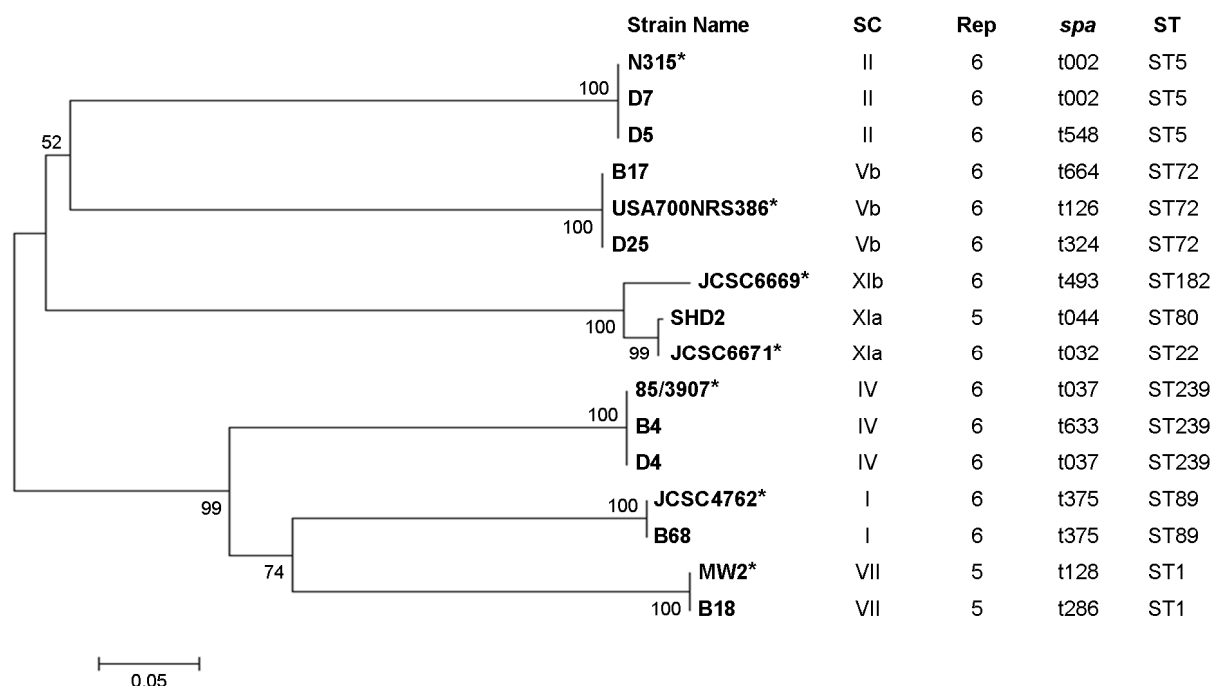 Strain Name SC Rep spa ST
N315* II 6 t002 ST5
100
D7 II 6 t002 ST5
D5 II 6 t548 ST5
52
B17 Vb 6 t664 ST72
USA700NRS386* Vb 6 t126 ST72
100
D25 Vb 6 t324 ST72
JCSC6669* XIb 6 t493 ST182
100
SHD2 XIa 5 t044 ST80
99
JCSC6671* XIa 6 t032 ST22
85/3907* IV 6 t037 ST239
100
B4 IV 6 t633 ST239
D4 IV 6 t037 ST239
99
JCSC4762* I 6 t375 ST89
100
B68 I 6 t375 ST89
74
MW2* VII 5 t128 ST1
100
B18 VII 5 t286 ST1
0.05